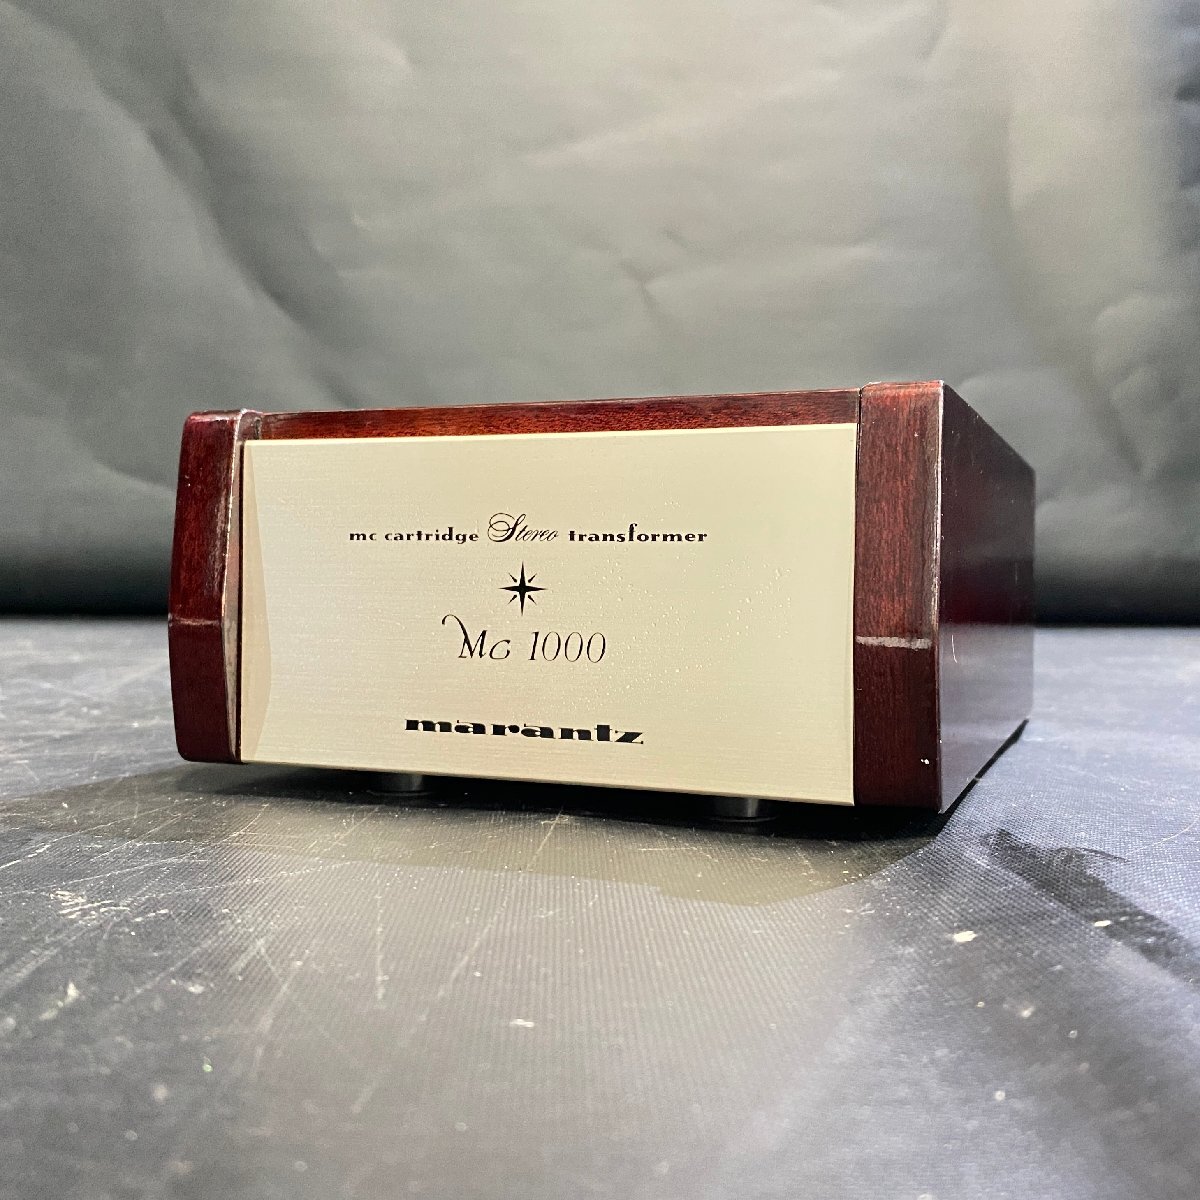 mc cartridge Stereo transformer
Mc 1000
marantz